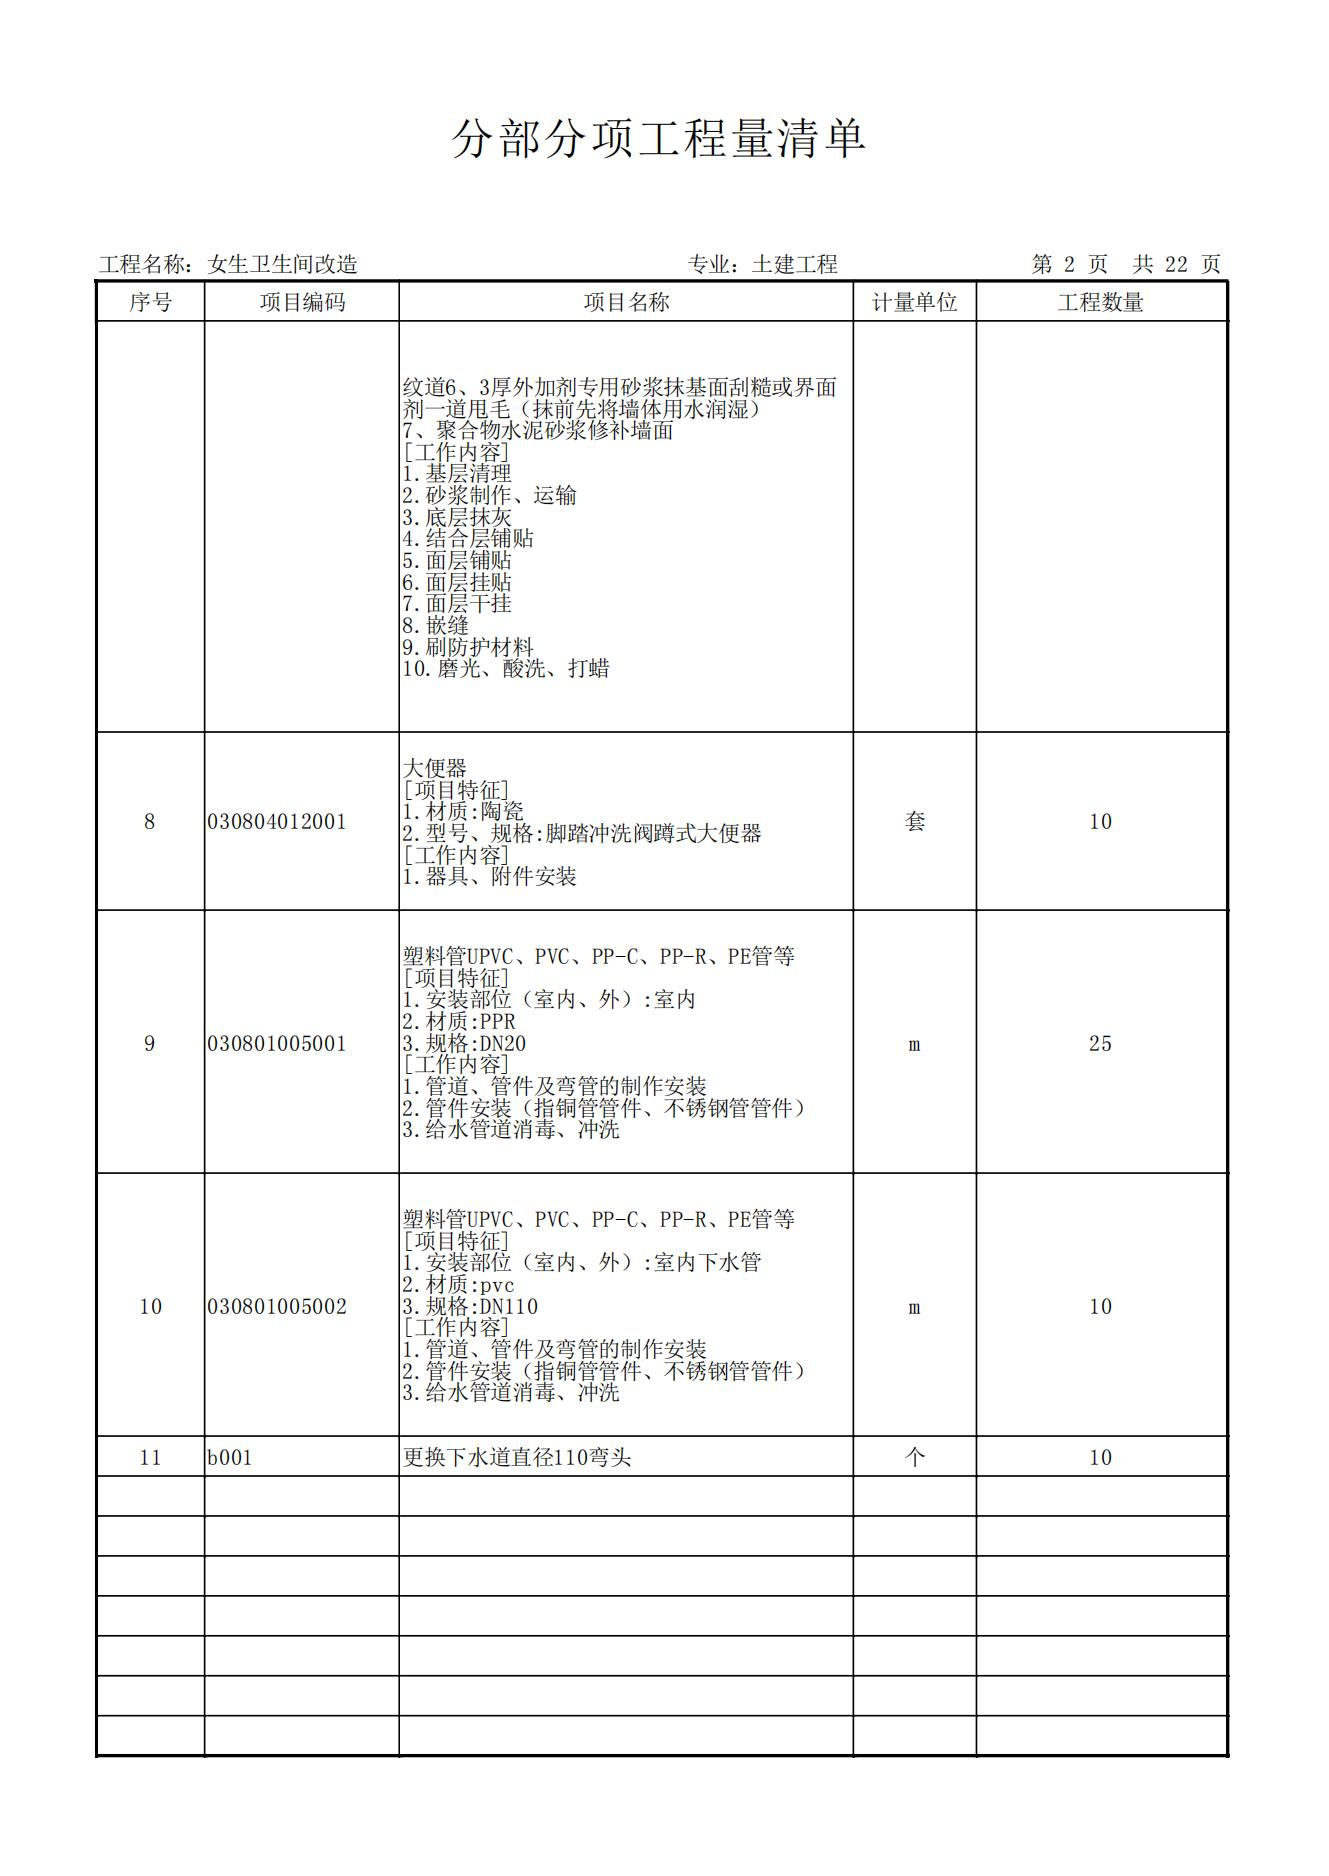 分部分项工程量清单
工程名称：女生卫生间改造 专业：土建工程 第 2 页 共 22 页
序号 项目编码 项目名称 计量单位 工程数量
纹道6、3厚外加剂专用砂浆抹基面刮糙或界面
剂一道甩毛（抹前先将墙体用水润湿）
7、聚合物水泥砂浆修补墙面
[工作内容]
1.基层清理
2.砂浆制作、运输
3.底层抹灰
4.结合层铺贴
5.面层铺贴
6.面层挂贴
7.面层干挂
8.嵌缝
9.刷防护材料
10.磨光、酸洗、打蜡
大便器
[项目特征]
1.材质:陶瓷
8 030804012001 2.型号、规格:脚踏冲洗阀蹲式大便器 套 10
[工作内容]
1.器具、附件安装
塑料管UPVC、PVC、PP-C、PP-R、PE管等
[项目特征]
1.安装部位（室内、外）:室内
2.材质:PPR
9 030801005001 3.规格:DN20 m 25
[工作内容]
1.管道、管件及弯管的制作安装
2.管件安装（指铜管管件、不锈钢管管件）
3.给水管道消毒、冲洗
塑料管UPVC、PVC、PP-C、PP-R、PE管等
[项目特征]
1.安装部位（室内、外）:室内下水管
2.材质:pvc
10 030801005002 3.规格:DN110 m 10
[工作内容]
1.管道、管件及弯管的制作安装
2.管件安装（指铜管管件、不锈钢管管件）
3.给水管道消毒、冲洗
11 b001 更换下水道直径110弯头 个 10